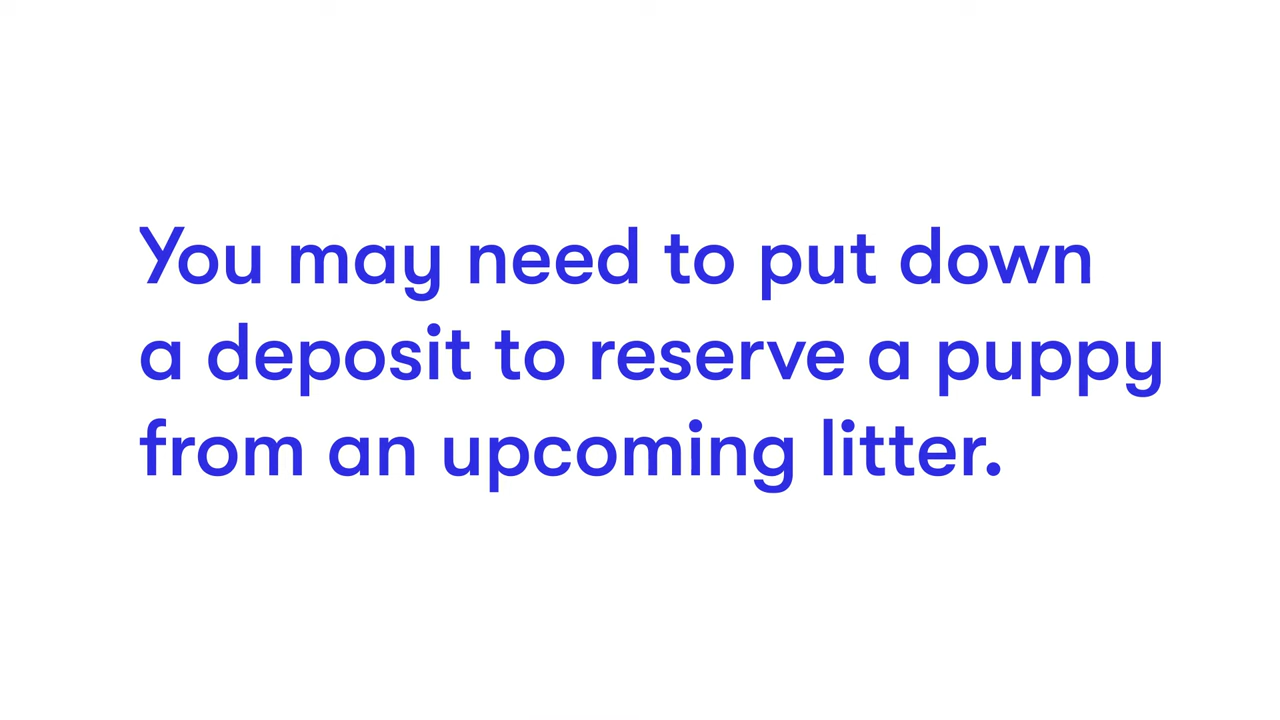 You may need to put down
a deposit to reserve a puppy
from an upcoming litter.